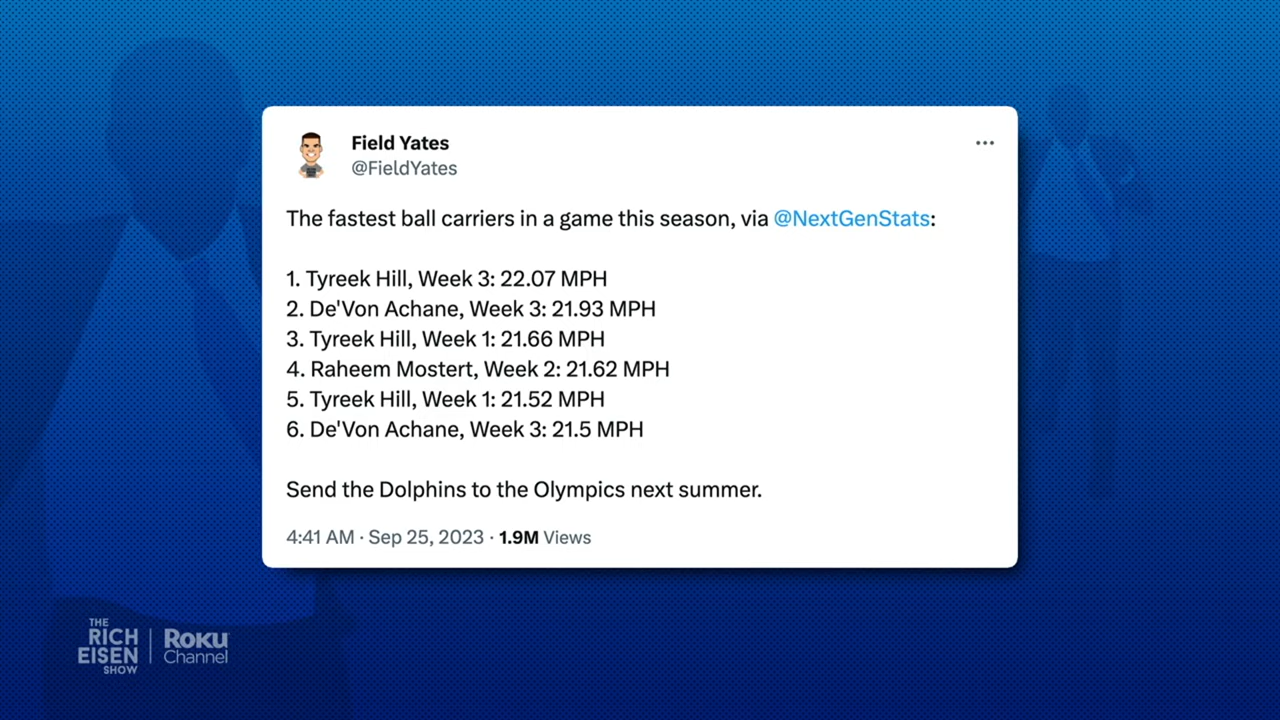 Field Yates
@FieldYates
The fastest ball carriers in a game this season, via @NextGenStats:
1. Tyreek Hill, Week 3: 22.07 MPH
2. De'Von Achane, Week 3: 21.93 MPH
3. Tyreek Hill, Week 1: 21.66 MPH
4. Raheem Mostert, Week 2: 21.62 MPH
5. Tyreek Hill, Week 1: 21.52 MPH
6. De'Von Achane, Week 3: 21.5 MPH
Send the Dolphins to the Olympics next summer.
4:41 AM · Sep 25, 2023 · 1.9M Views
THE
RICH
EISEN
SHOW
Roku
Channel